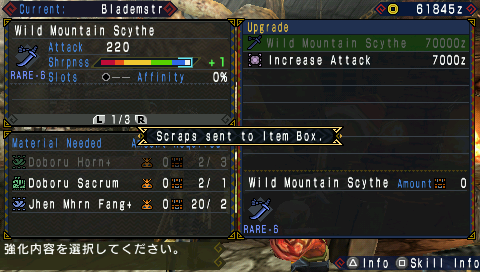 Current: Blademstr
61845z
Wild Mountain Scythe
Attack 220
Shrpnss +1
RARE-6 Slots ●-- Affinity 0%
L 1/3 R
Upgrade
Wild Mountain Scythe 70000z
Increase Attack 7000z
Scraps sent to Item Box.
Material Needed
Doboru Horn+ 0 2/ 3
Doboru Sacrum 0 2/ 1
Jhen Mhrn Fang+ 0 20/ 2
Wild Mountain Scythe Amount 0
RARE-6
強化内容を選択してください。
△ Info □ Skill Info